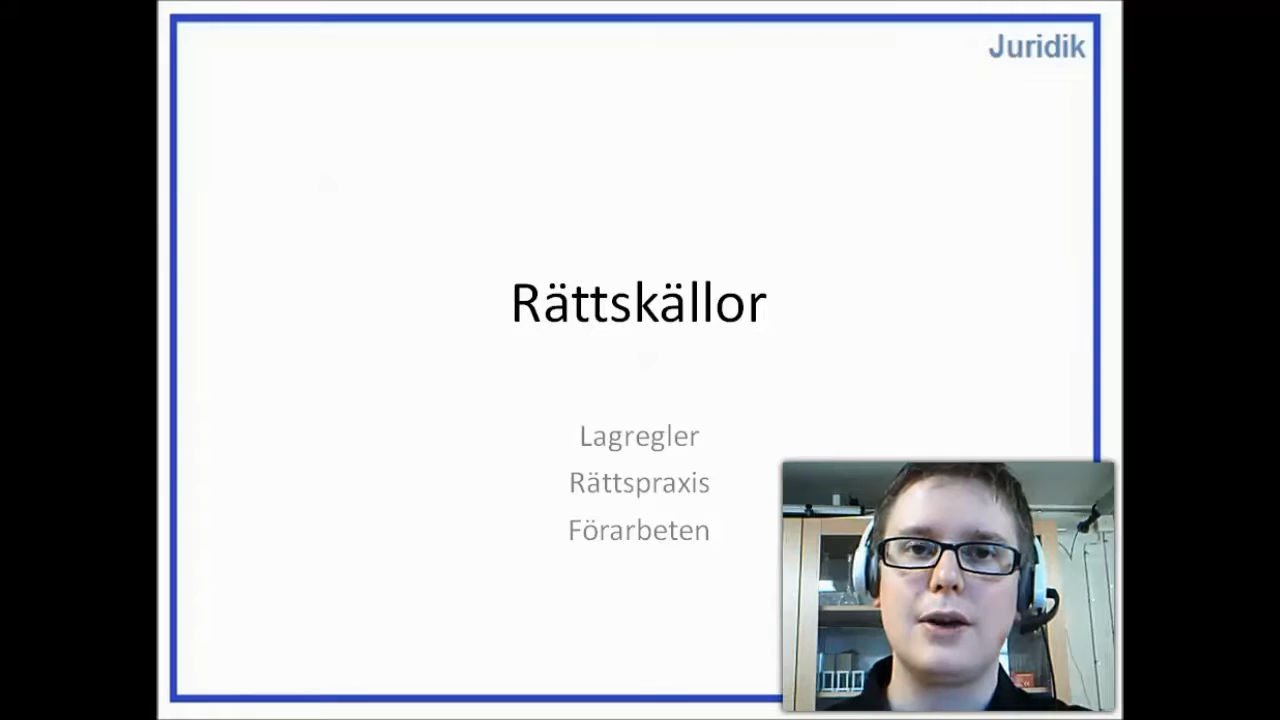 Juridik
Rättskällor
Lagregler
Rättspraxis
Förarbeten